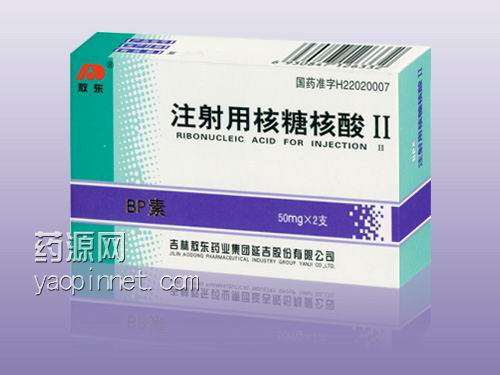 敖东
®
国药准字H22020007
注射用核糖核酸 II
RIBONUCLEIC ACID FOR INJECTION II
BP素
50mg×2支
吉林敖东药业集团延吉股份有限公司
JILIN AODONG PHARMACEUTICAL INDUSTRY GROUP YANJI CO.,LTD.
药源网
yaopinnet.com